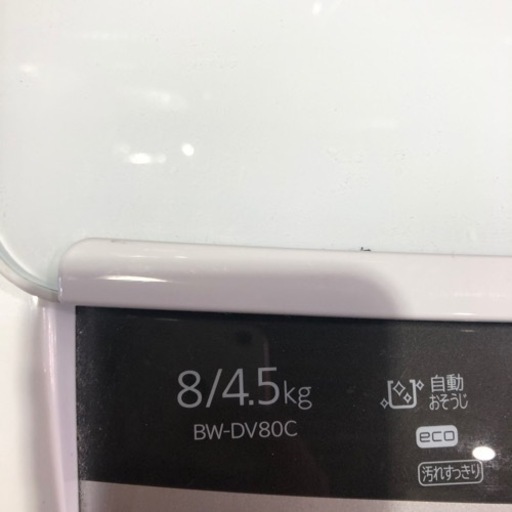 8/4.5kg
BW-DV80C
自動
おそうじ
eco
汚れすっきり